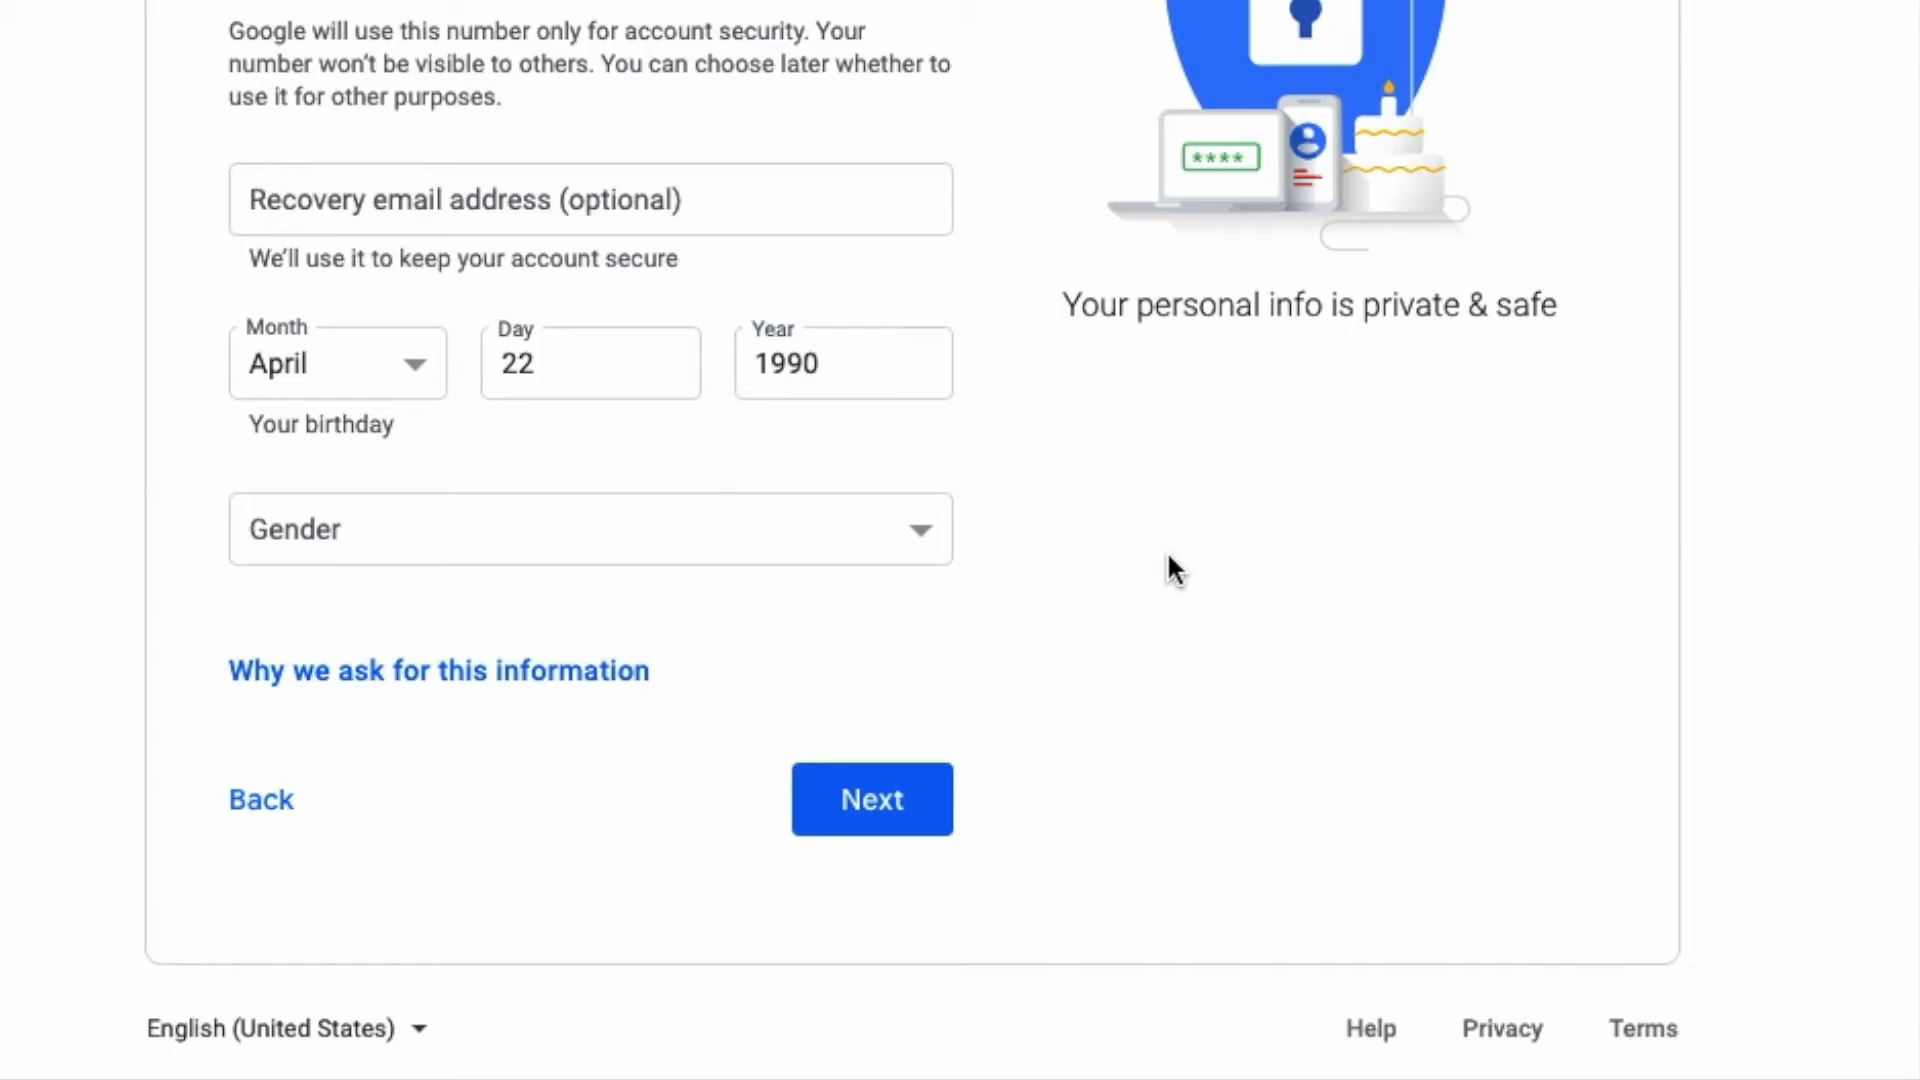 Google will use this number only for account security. Your
number won't be visible to others. You can choose later whether to
use it for other purposes.
****
Recovery email address (optional)
We'll use it to keep your account secure
Your personal info is private & safe
Month
Day
Year
April
22
1990
Your birthday
Gender
Why we ask for this information
Back
Next
English (United States)
Help
Privacy
Terms